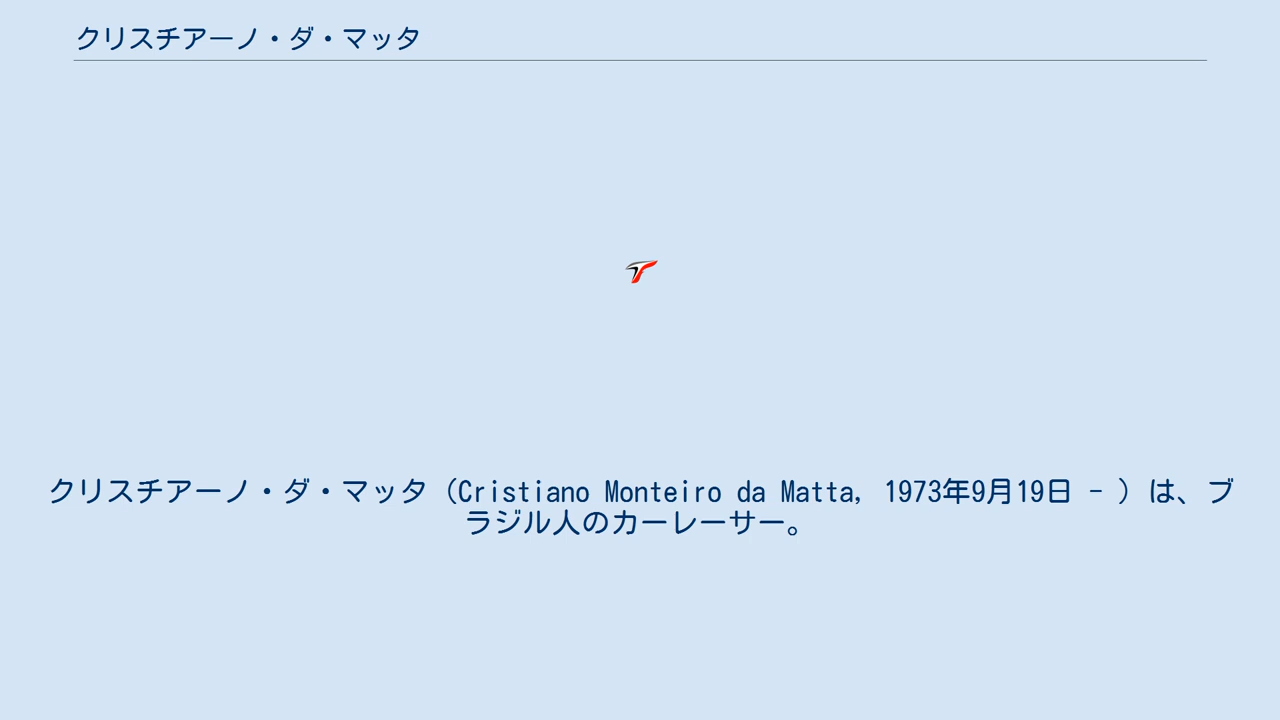 クリスチアーノ・ダ・マッタ
クリスチアーノ・ダ・マッタ（Cristiano Monteiro da Matta, 1973年9月19日 - ）は、ブ
ラジル人のカーレーサー。